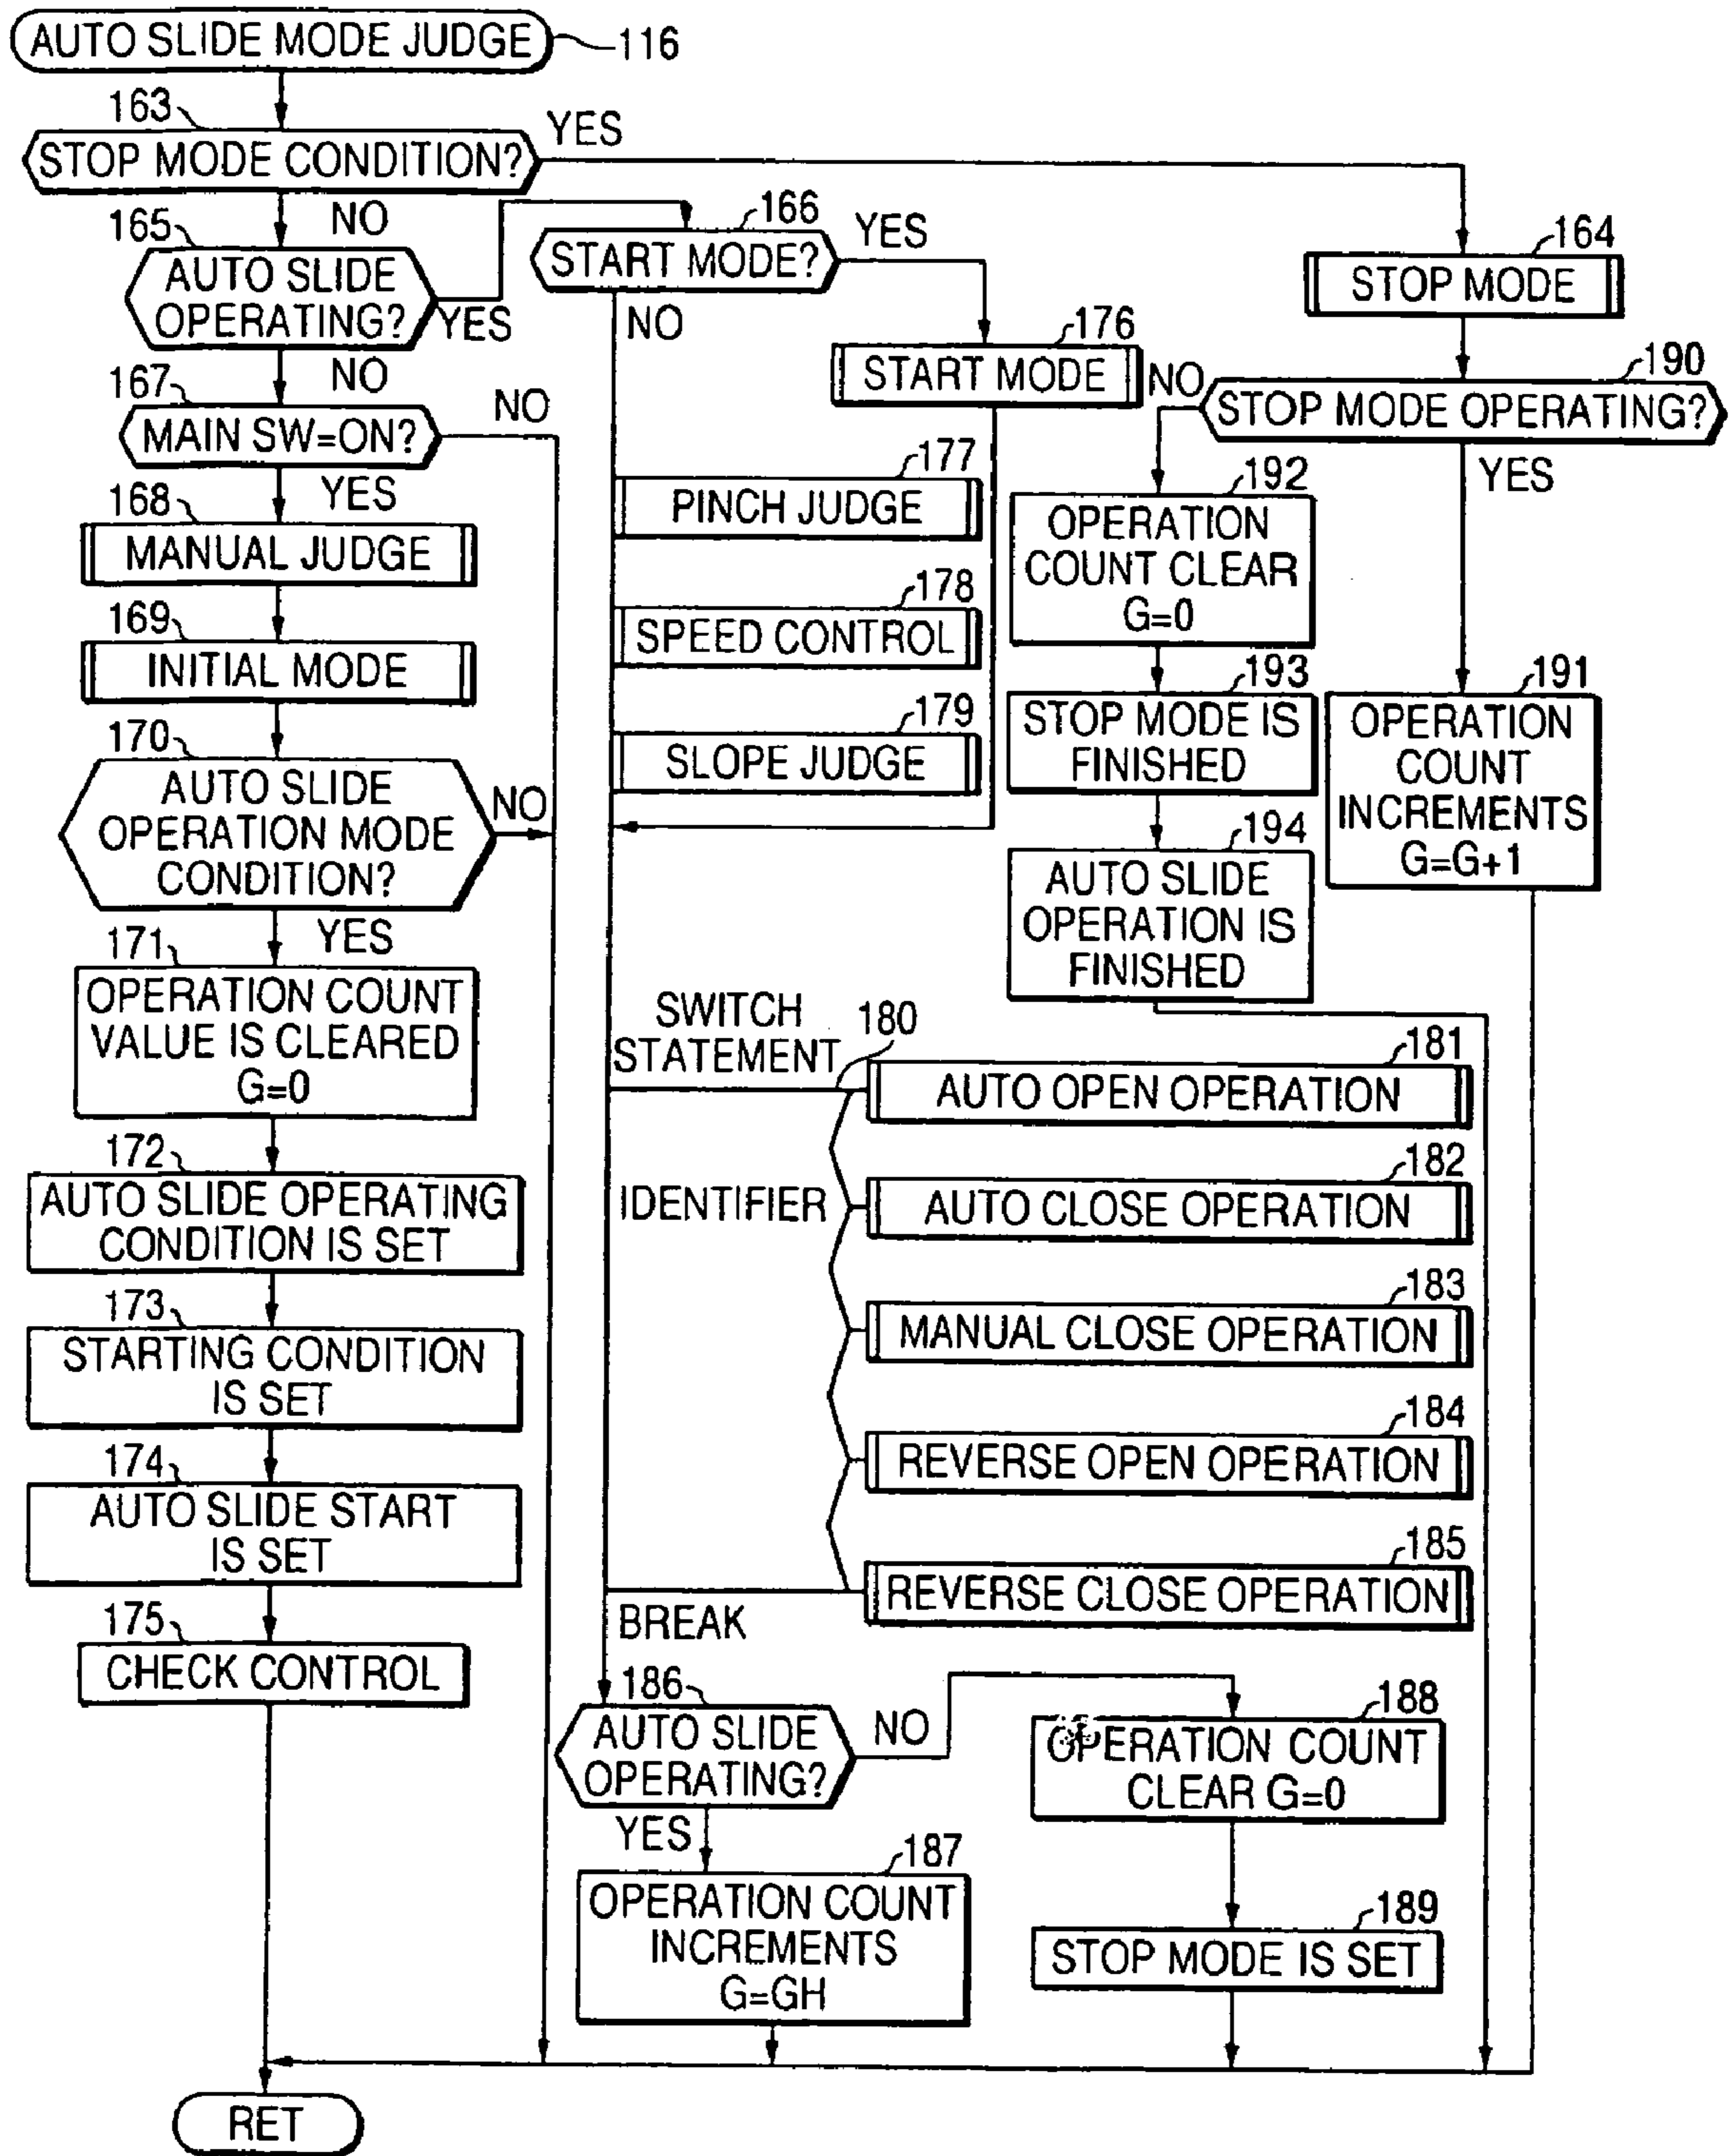 AUTO SLIDE MODE JUDGE
116
163
STOP MODE CONDITION?
YES
NO
165
AUTO SLIDE
OPERATING?
YES
NO
166
START MODE?
YES
NO
164
STOP MODE
167
MAIN SW=ON?
NO
YES
176
START MODE
190
STOP MODE OPERATING?
NO
YES
168
MANUAL JUDGE
177
PINCH JUDGE
192
OPERATION
COUNT CLEAR
G=0
169
INITIAL MODE
178
SPEED CONTROL
193
STOP MODE IS
FINISHED
191
OPERATION
COUNT
INCREMENTS
G=G+1
170
AUTO SLIDE
OPERATION MODE
CONDITION?
NO
YES
179
SLOPE JUDGE
194
AUTO SLIDE
OPERATION IS
FINISHED
171
OPERATION COUNT
VALUE IS CLEARED
G=0
SWITCH
STATEMENT
180
181
AUTO OPEN OPERATION
172
AUTO SLIDE OPERATING
CONDITION IS SET
IDENTIFIER
182
AUTO CLOSE OPERATION
173
STARTING CONDITION
IS SET
183
MANUAL CLOSE OPERATION
174
AUTO SLIDE START
IS SET
184
REVERSE OPEN OPERATION
185
REVERSE CLOSE OPERATION
175
CHECK CONTROL
BREAK
186
AUTO SLIDE
OPERATING?
NO
YES
188
OPERATION COUNT
CLEAR G=0
187
OPERATION COUNT
INCREMENTS
G=GH
189
STOP MODE IS SET
RET